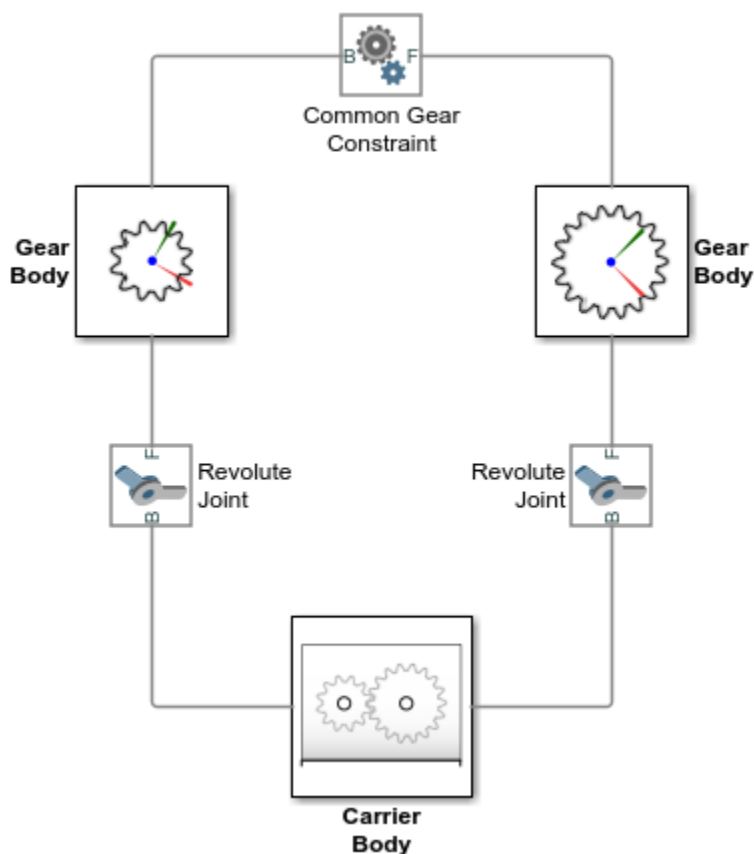 B F
Common Gear
Constraint
Gear
Body
Gear
Body
F
Revolute
Joint
B
F
Revolute
Joint
B
Carrier
Body